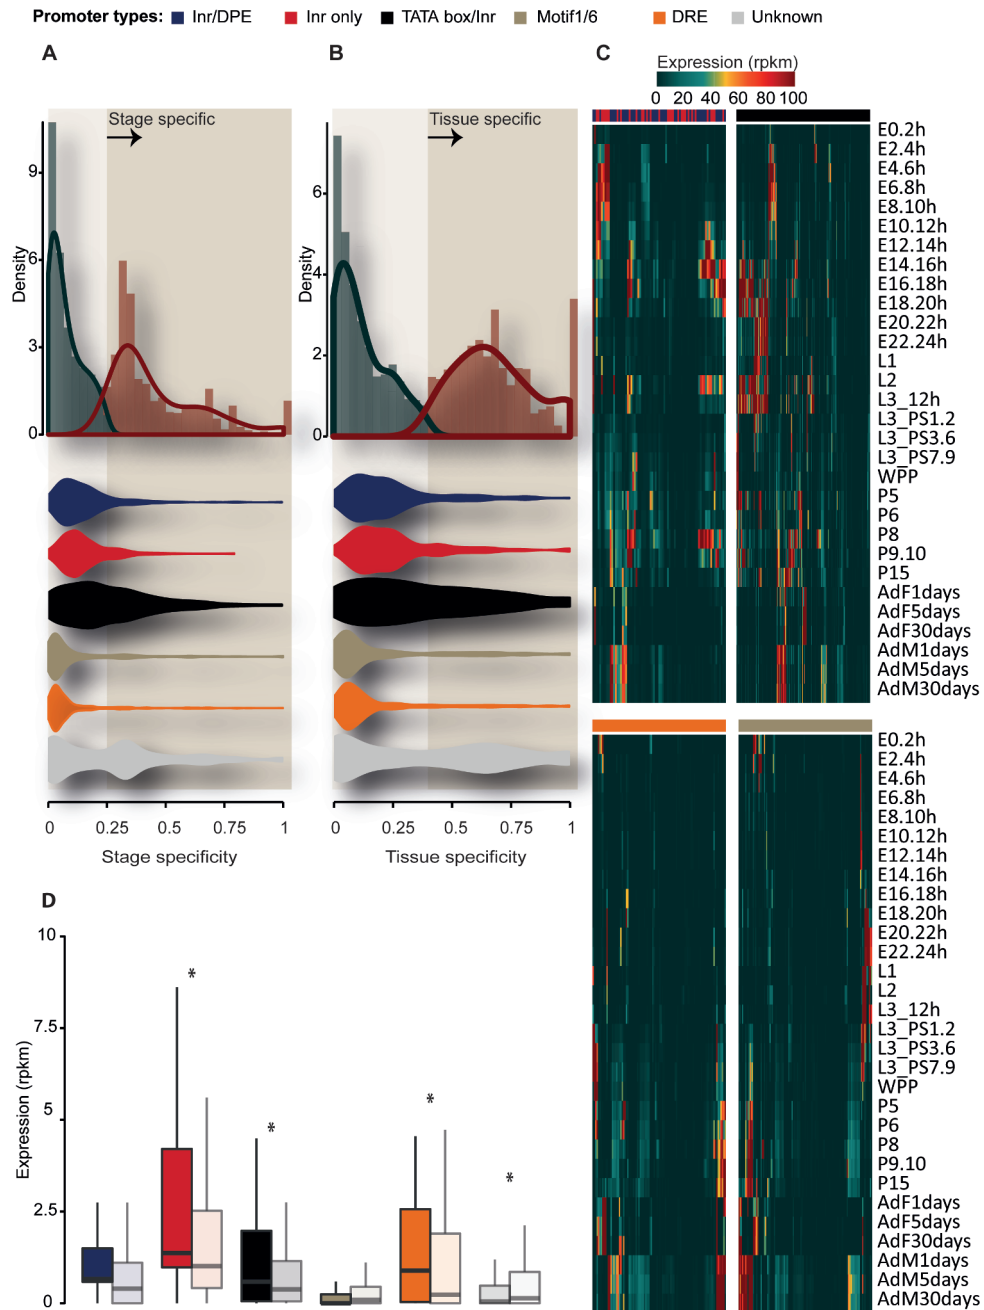 Promoter types: Inr/DPE Inr only TATA box/Inr Motif1/6 DRE Unknown
A
B
C
Stage specific
Tissue specific
Density
9
6
3
0
Density
6
4
2
0
0 0.25 0.5 0.75 1
Stage specificity
0 0.25 0.5 0.75 1
Tissue specificity
Expression (rpkm)
0 20 40 60 80 100
E0.2h
E2.4h
E4.6h
E6.8h
E8.10h
E10.12h
E12.14h
E14.16h
E16.18h
E18.20h
E20.22h
E22.24h
L1
L2
L3_12h
L3_PS1.2
L3_PS3.6
L3_PS7.9
WPP
P5
P6
P8
P9.10
P15
AdF1days
AdF5days
AdF30days
AdM1days
AdM5days
AdM30days
E0.2h
E2.4h
E4.6h
E6.8h
E8.10h
E10.12h
E12.14h
E14.16h
E16.18h
E18.20h
E20.22h
E22.24h
L1
L2
L3_12h
L3_PS1.2
L3_PS3.6
L3_PS7.9
WPP
P5
P6
P8
P9.10
P15
AdF1days
AdF5days
AdF30days
AdM1days
AdM5days
AdM30days
D
Expression (rpkm)
10
7.5
5
2.5
0
*
*
*
*